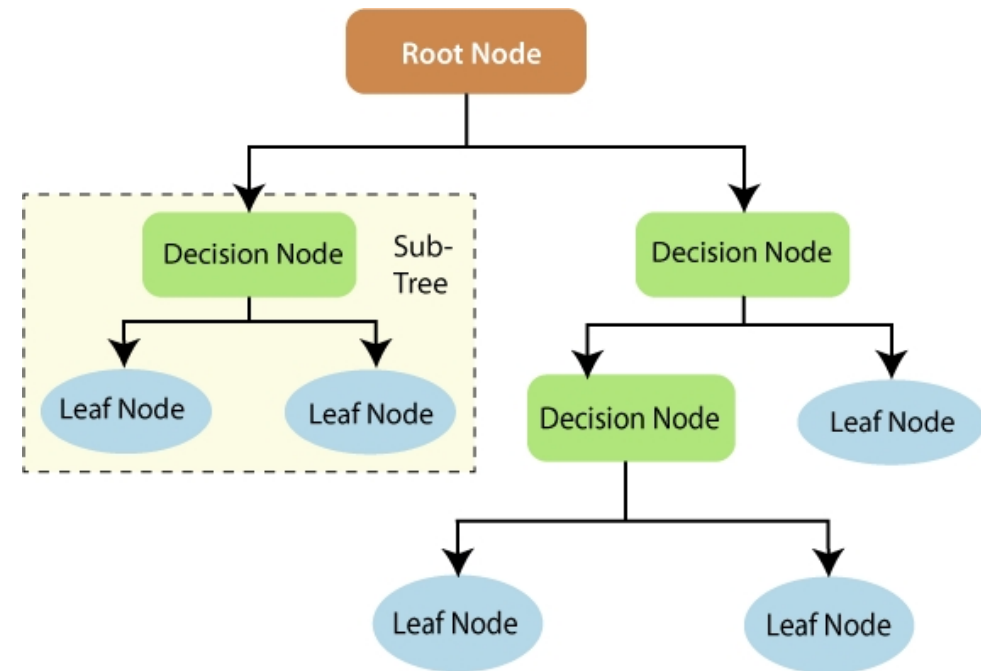 Root Node
Decision Node
Sub-
Tree
Decision Node
Leaf Node
Leaf Node
Decision Node
Leaf Node
Leaf Node
Leaf Node